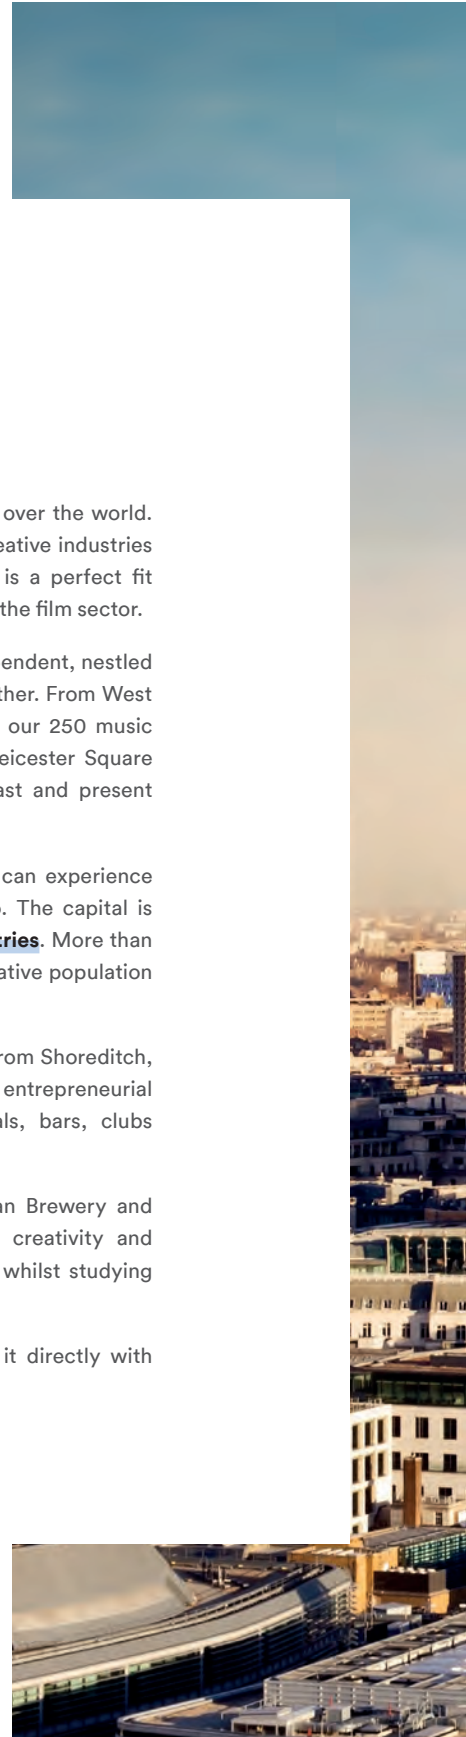 over the world.
eative industries
is a perfect fit
the film sector.
endent, nestled
ther. From West
our 250 music
eicester Square
ast and present
can experience
. The capital is
tries. More than
ative population
rom Shoreditch,
entrepreneurial
ls, bars, clubs
an Brewery and
creativity and
whilst studying
it directly with